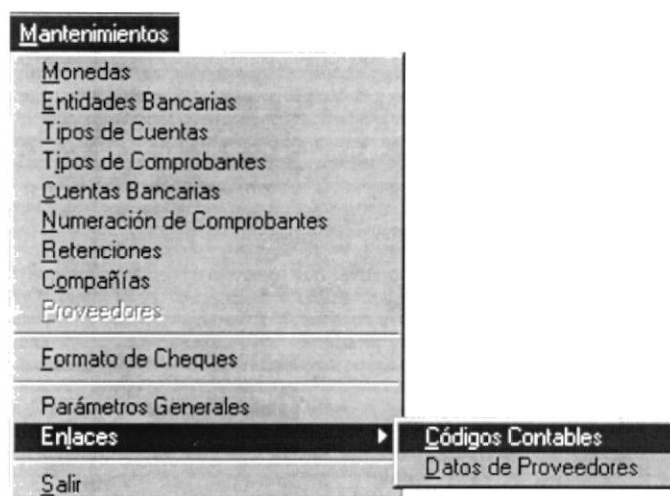 Mantenimientos
Monedas
Entidades Bancarias
Tipos de Cuentas
Tipos de Comprobantes
Cuentas Bancarias
Numeración de Comprobantes
Retenciones
Compañías
Proveedores
Formato de Cheques
Parámetros Generales
Enlaces
Códigos Contables
Datos de Proveedores
Salir